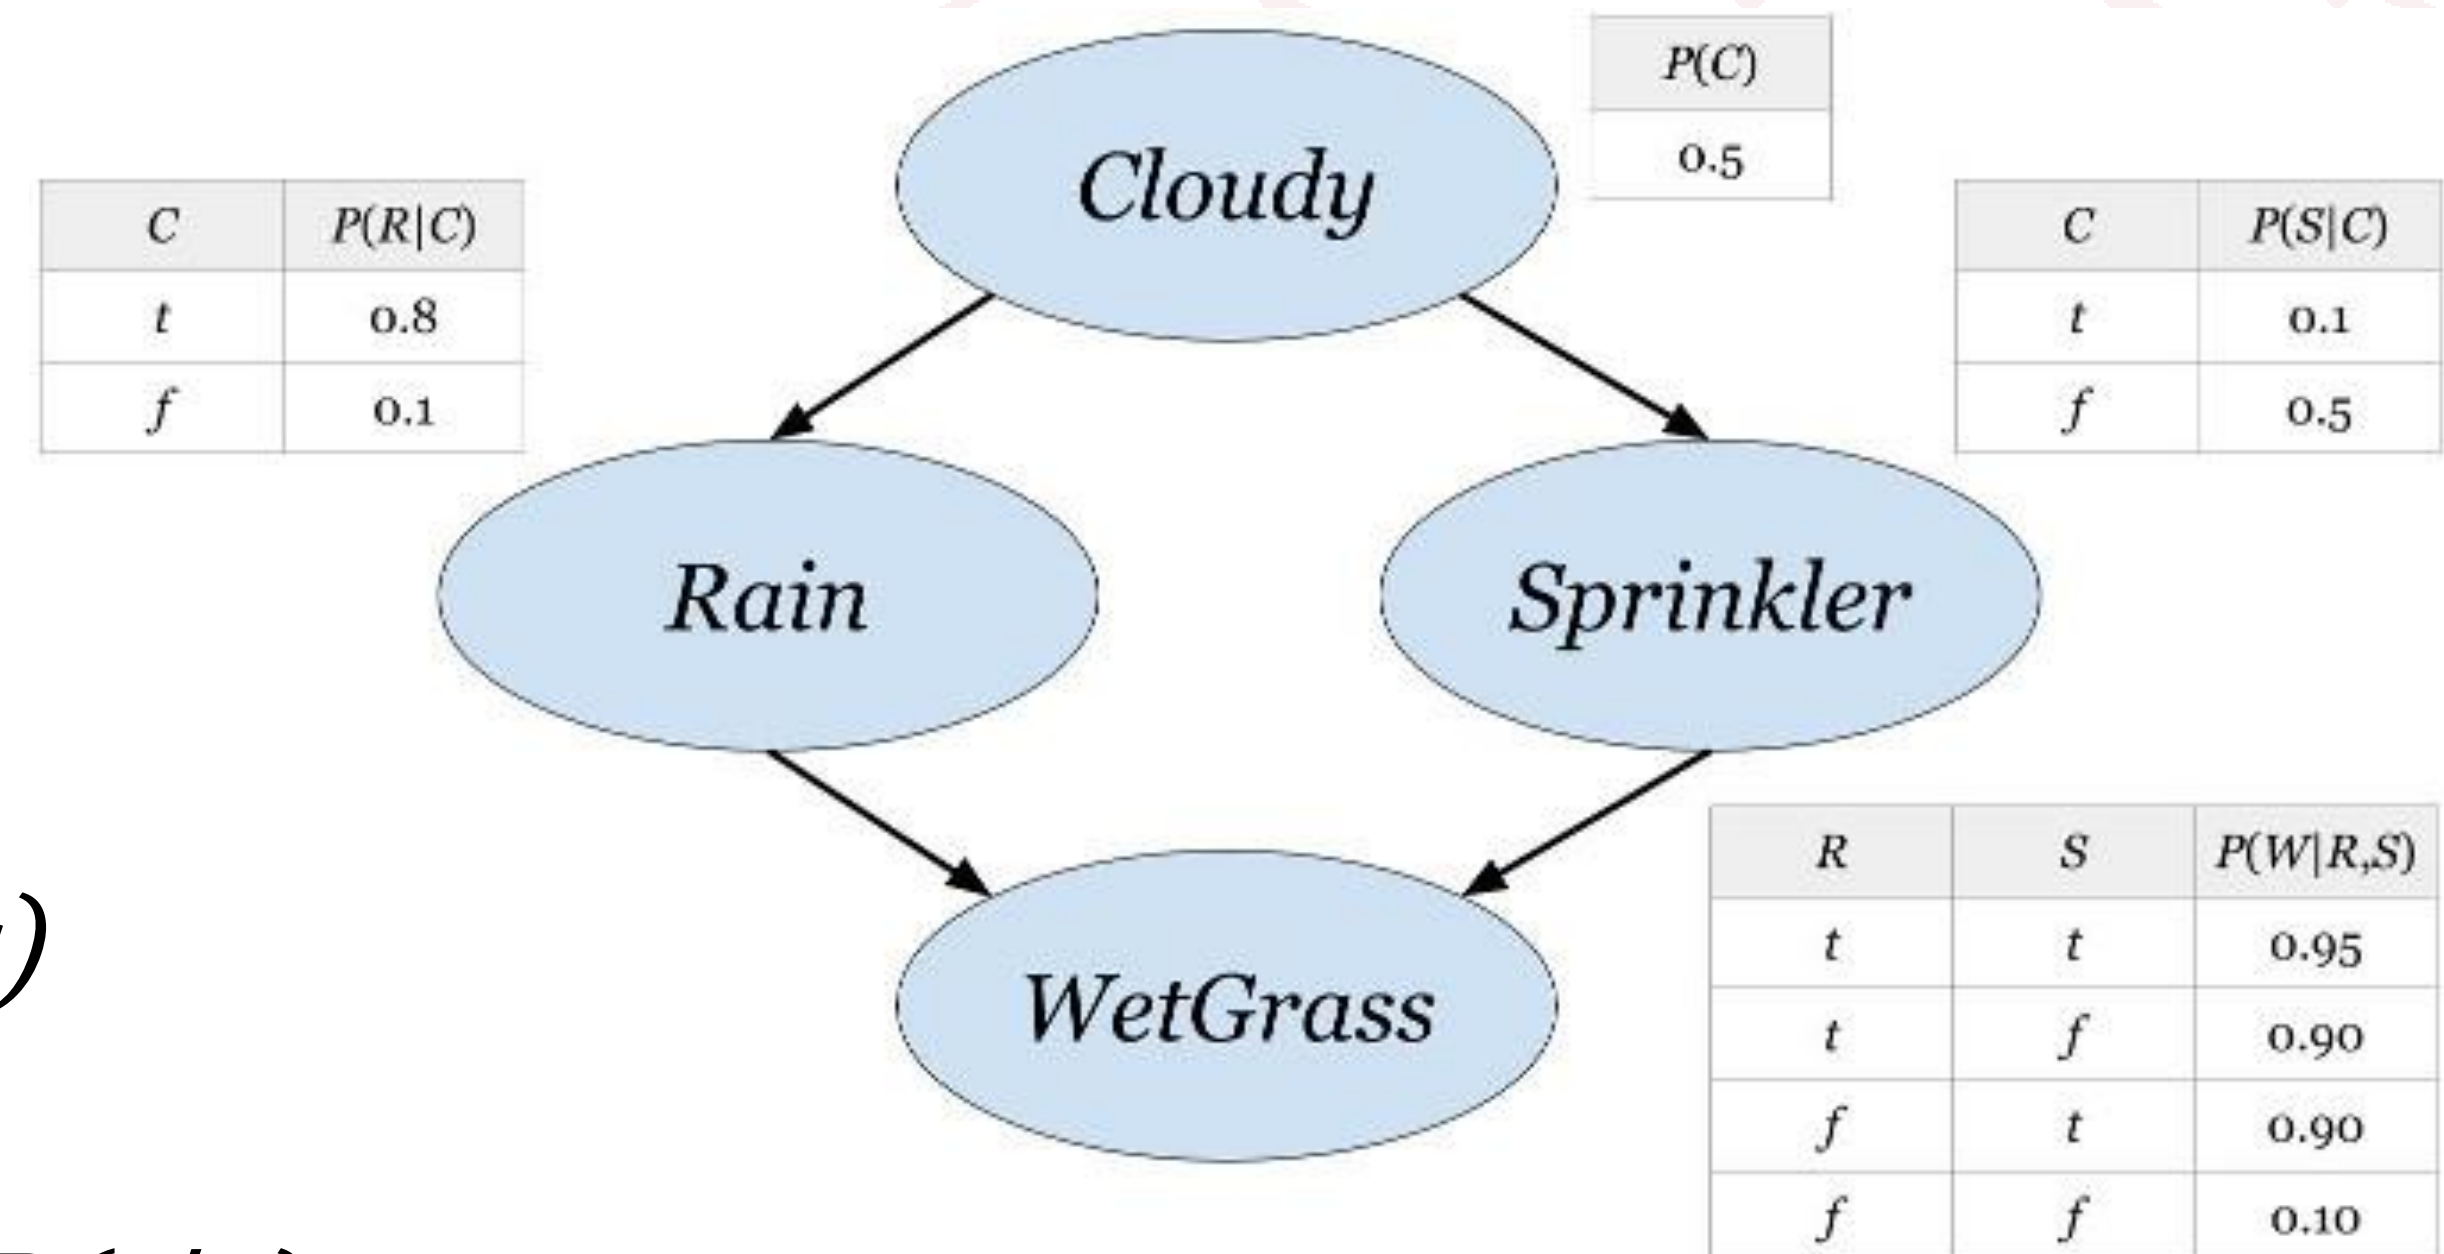 P(C)
0.5
Cloudy
C P(R|C)
t 0.8
f 0.1
C P(S|C)
t 0.1
f 0.5
Rain
Sprinkler
WetGrass
R S P(W|R,S)
t t 0.95
t f 0.90
f t 0.90
f f 0.10
)